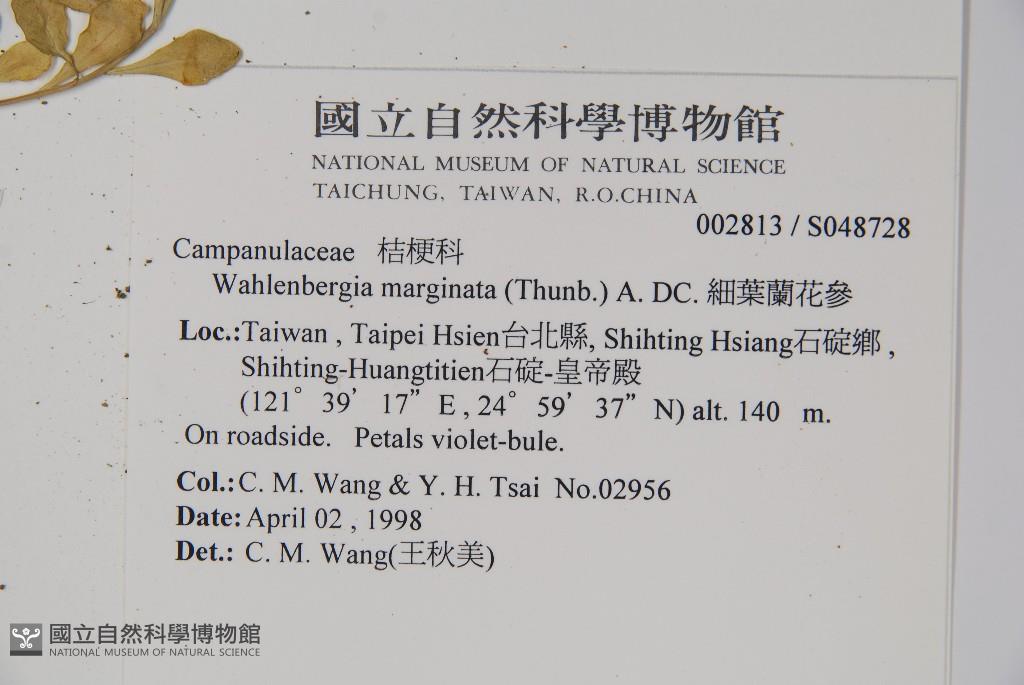 國立自然科學博物館
NATIONAL MUSEUM OF NATURAL SCIENCE
TAICHUNG, TAIWAN, R.O.CHINA
002813 / S048728
Campanulaceae 桔梗科
Wahlenbergia marginata (Thunb.) A. DC. 細葉蘭花參
Loc.:Taiwan , Taipei Hsien台北縣, Shihting Hsiang石碇鄉 ,
Shihting-Huangtitien石碇-皇帝殿
(121° 39’ 17” E , 24° 59’ 37” N) alt. 140 m.
On roadside. Petals violet-bule.
Col.:C. M. Wang & Y. H. Tsai No.02956
Date: April 02 , 1998
Det.: C. M. Wang(王秋美)
國立自然科學博物館
NATIONAL MUSEUM OF NATURAL SCIENCE